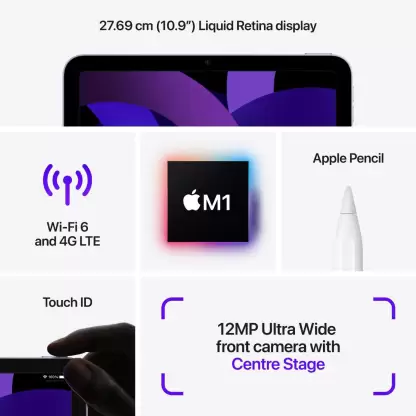 27.69 cm (10.9″) Liquid Retina display
Wi-Fi 6
and 4G LTE
M1
Apple Pencil
Touch ID
100%
12MP Ultra Wide
front camera with
Centre Stage